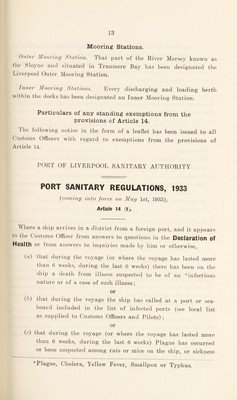 13
Mooring Stations.
Outer Mooring Station. That part of the River Mersey known as
the Sloyne and situated in Tranmere Bay has been designated the
Liverpool Outer Mooring Station.
Inner Mooring Stations. Every discharging and loading berth
within the docks has been designated an Inner Mooring Station.
Particulars of any standing exemptions from the
provisions of Article 14.
The following notice in the form of a leaflet has been issued to all
Customs Officers with regard to exemptions from the provisions of
Article 14.
PORT OF LIVERPOOL SANITARY AUTHORITY
PORT SANITARY REGULATIONS, 1933
(coming into force on May 1st, 1933).
Article 14 (1).
Where a ship arrives in a district from a foreign port, and it appears
to the Customs Officer from answers to questions in the Declaration of
Health or from answers to inquiries made by him or otherwise,
(a) that during the voyage (or where the voyage has lasted more
than 6 weeks, during the last 6 weeks) there has been on the
ship a death from illness suspected to be of an *infectious
nature or of a case of such illness;
or
(b) that during the voyage the ship has called at a port or sea-
board included in the list of infected ports (see local list
as supplied to Customs Officers and Pilots);
or
(c) that during the voyage (or where the voyage has lasted more
than 6 weeks, during the last 6 weeks) Plague has occurred
or been suspected among rats or mice on the ship, or sickness
*Plague, Cholera, Yellow Fever, Smallpox or Typhus.